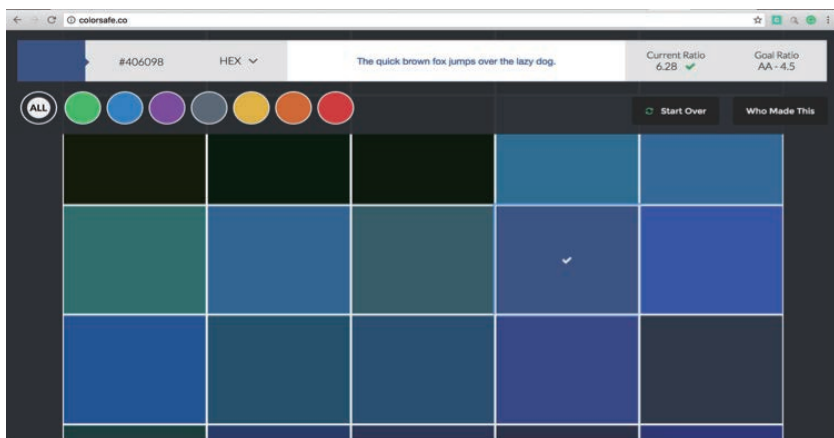 colorsafe.co
#406098
HEX
The quick brown fox jumps over the lazy dog.
Current Ratio
6.28
Goal Ratio
AA - 4.5
ALL
Start Over
Who Made This